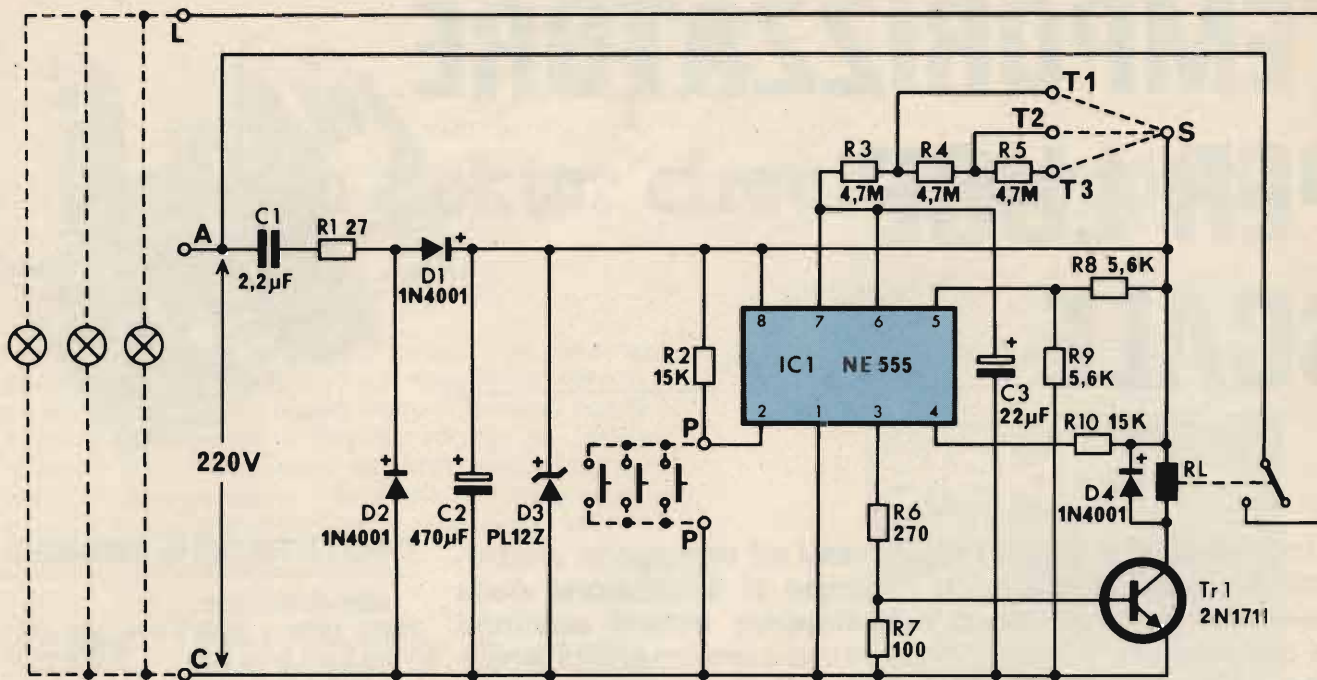 L
T1
T2
S
R3
R4
R5
4,7M
4,7M
4,7M
T3
A
C1
R1 27
+
2,2µF
D1
1N4001
R8 5,6K
8
7
6
5
IC1 NE 555
2
1
3
4
R2
15K
+
C3
22µF
R9
5,6K
R10 15K
P
220V
+
D2
1N4001
+
C2
470µF
+
D3
PL12Z
P
R6
270
+
D4
1N4001
RL
Tr1
2N1711
R7
100
C